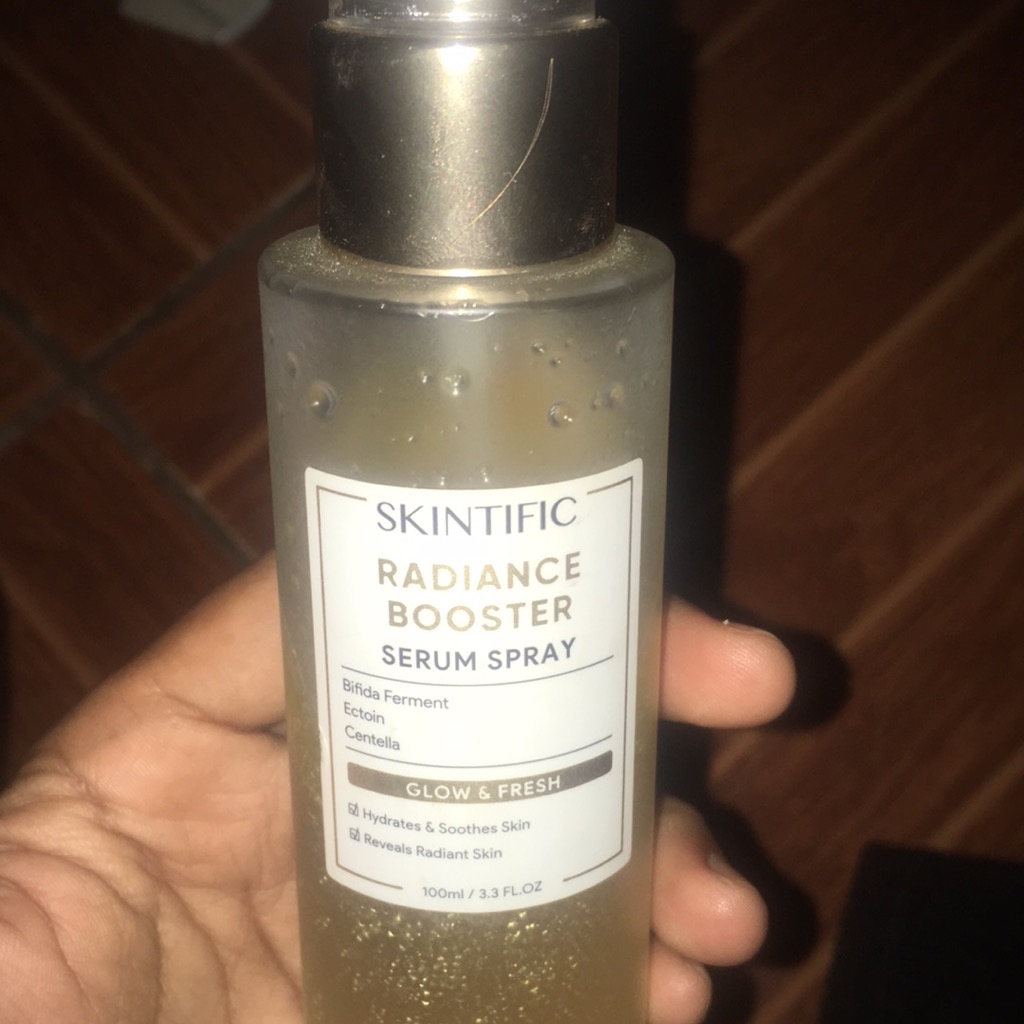 SKINTIFIC
RADIANCE
BOOSTER
SERUM SPRAY
Bifida Ferment
Ectoin
Centella
GLOW & FRESH
☑ Hydrates & Soothes Skin
☑ Reveals Radiant Skin
100ml / 3.3 FL.OZ